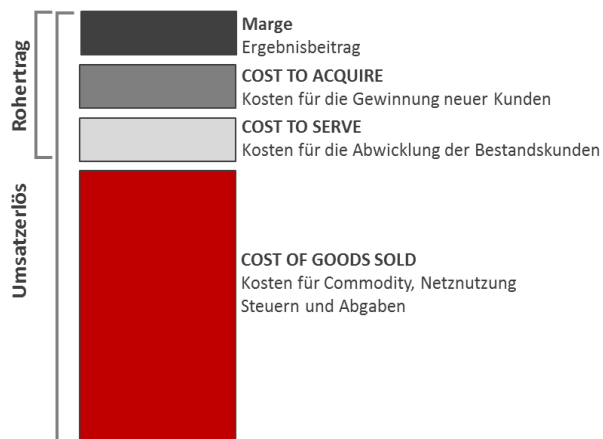 Rohertrag
Umsatzerlös
Marge
Ergebnisbeitrag
COST TO ACQUIRE
Kosten für die Gewinnung neuer Kunden
COST TO SERVE
Kosten für die Abwicklung der Bestandskunden
COST OF GOODS SOLD
Kosten für Commodity, Netznutzung
Steuern und Abgaben